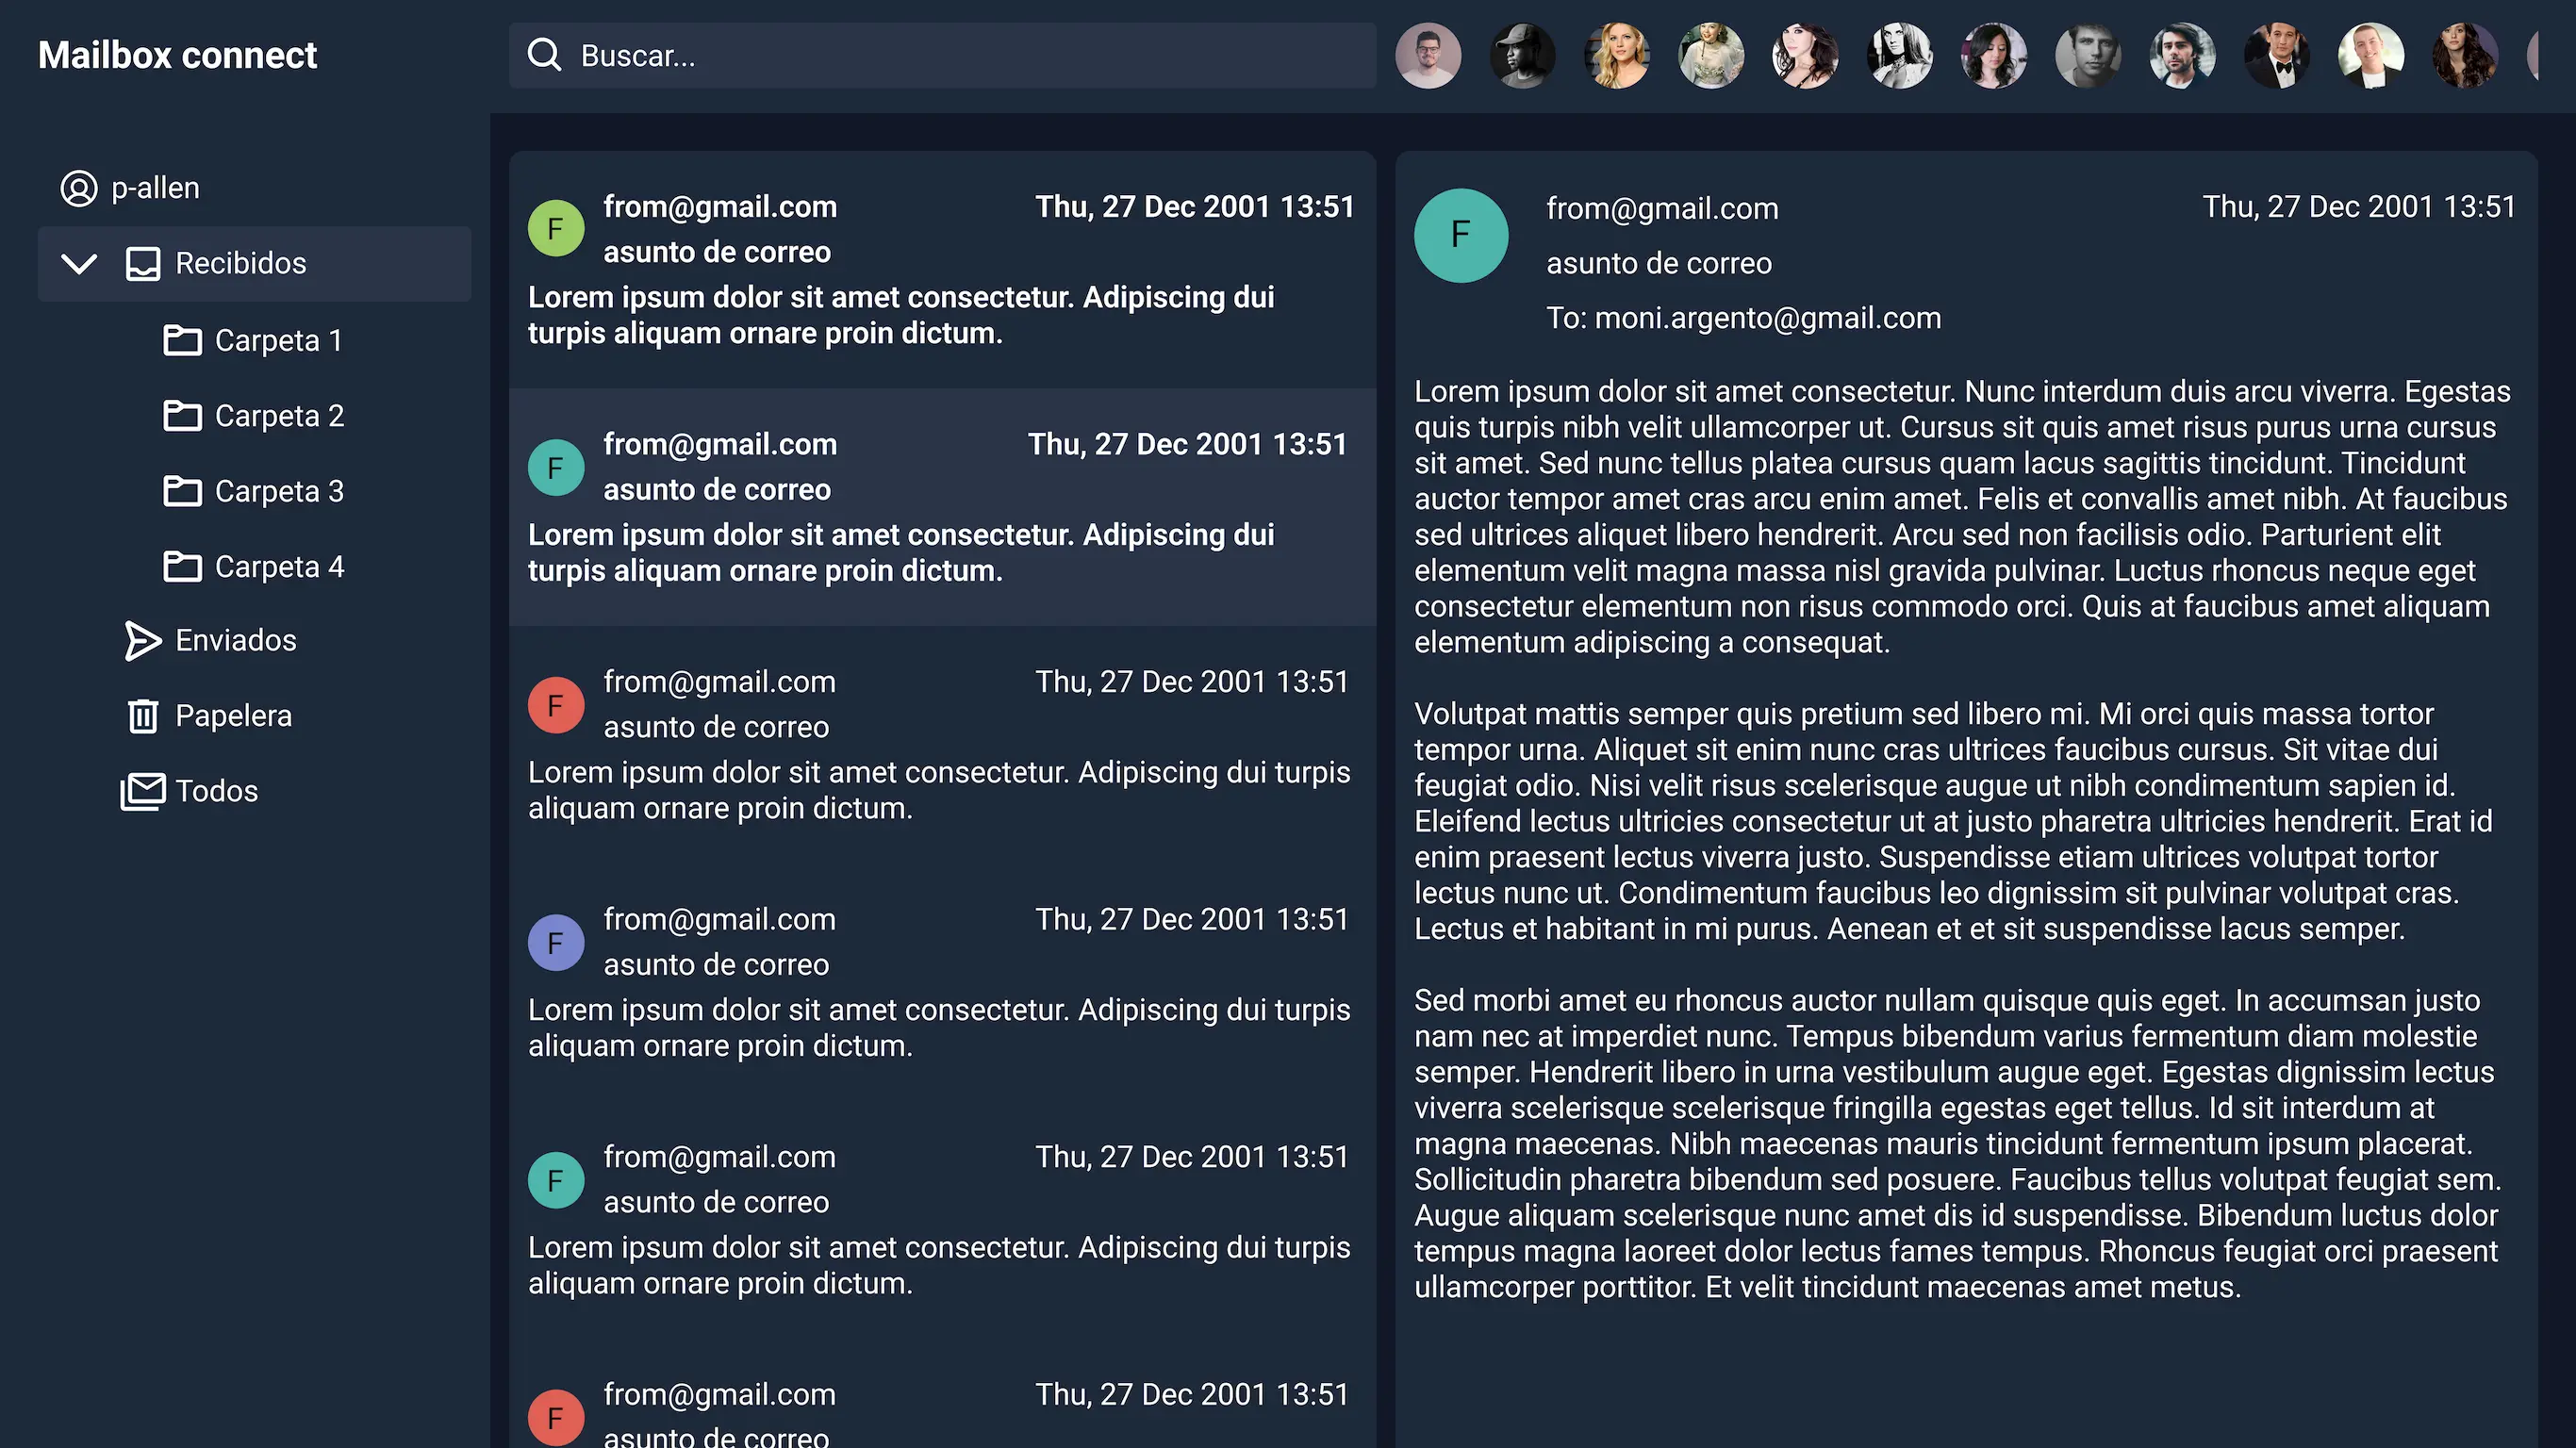 Mailbox connect
Buscar...
p-allen
Recibidos
Carpeta 1
Carpeta 2
Carpeta 3
Carpeta 4
Enviados
Papelera
Todos
F
from@gmail.com
Thu, 27 Dec 2001 13:51
asunto de correo
Lorem ipsum dolor sit amet consectetur. Adipiscing dui
turpis aliquam ornare proin dictum.
F
from@gmail.com
Thu, 27 Dec 2001 13:51
asunto de correo
Lorem ipsum dolor sit amet consectetur. Adipiscing dui
turpis aliquam ornare proin dictum.
F
from@gmail.com
Thu, 27 Dec 2001 13:51
asunto de correo
Lorem ipsum dolor sit amet consectetur. Adipiscing dui turpis
aliquam ornare proin dictum.
F
from@gmail.com
Thu, 27 Dec 2001 13:51
asunto de correo
Lorem ipsum dolor sit amet consectetur. Adipiscing dui turpis
aliquam ornare proin dictum.
F
from@gmail.com
Thu, 27 Dec 2001 13:51
asunto de correo
Lorem ipsum dolor sit amet consectetur. Adipiscing dui turpis
aliquam ornare proin dictum.
F
from@gmail.com
Thu, 27 Dec 2001 13:51
asunto de correo
F
from@gmail.com
Thu, 27 Dec 2001 13:51
asunto de correo
To: moni.argento@gmail.com
Lorem ipsum dolor sit amet consectetur. Nunc interdum duis arcu viverra. Egestas
quis turpis nibh velit ullamcorper ut. Cursus sit quis amet risus purus urna cursus
sit amet. Sed nunc tellus platea cursus quam lacus sagittis tincidunt. Tincidunt
auctor tempor amet cras arcu enim amet. Felis et convallis amet nibh. At faucibus
sed ultrices aliquet libero hendrerit. Arcu sed non facilisis odio. Parturient elit
elementum velit magna massa nisl gravida pulvinar. Luctus rhoncus neque eget
consectetur elementum non risus commodo orci. Quis at faucibus amet aliquam
elementum adipiscing a consequat.
Volutpat mattis semper quis pretium sed libero mi. Mi orci quis massa tortor
tempor urna. Aliquet sit enim nunc cras ultrices faucibus cursus. Sit vitae dui
feugiat odio. Nisi velit risus scelerisque augue ut nibh condimentum sapien id.
Eleifend lectus ultricies consectetur ut at justo pharetra ultricies hendrerit. Erat id
enim praesent lectus viverra justo. Suspendisse etiam ultrices volutpat tortor
lectus nunc ut. Condimentum faucibus leo dignissim sit pulvinar volutpat cras.
Lectus et habitant in mi purus. Aenean et et sit suspendisse lacus semper.
Sed morbi amet eu rhoncus auctor nullam quisque quis eget. In accumsan justo
nam nec at imperdiet nunc. Tempus bibendum varius fermentum diam molestie
semper. Hendrerit libero in urna vestibulum augue eget. Egestas dignissim lectus
viverra scelerisque scelerisque fringilla egestas eget tellus. Id sit interdum at
magna maecenas. Nibh maecenas mauris tincidunt fermentum ipsum placerat.
Sollicitudin pharetra bibendum sed posuere. Faucibus tellus volutpat feugiat sem.
Augue aliquam scelerisque nunc amet dis id suspendisse. Bibendum luctus dolor
tempus magna laoreet dolor lectus fames tempus. Rhoncus feugiat orci praesent
ullamcorper porttitor. Et velit tincidunt maecenas amet metus.